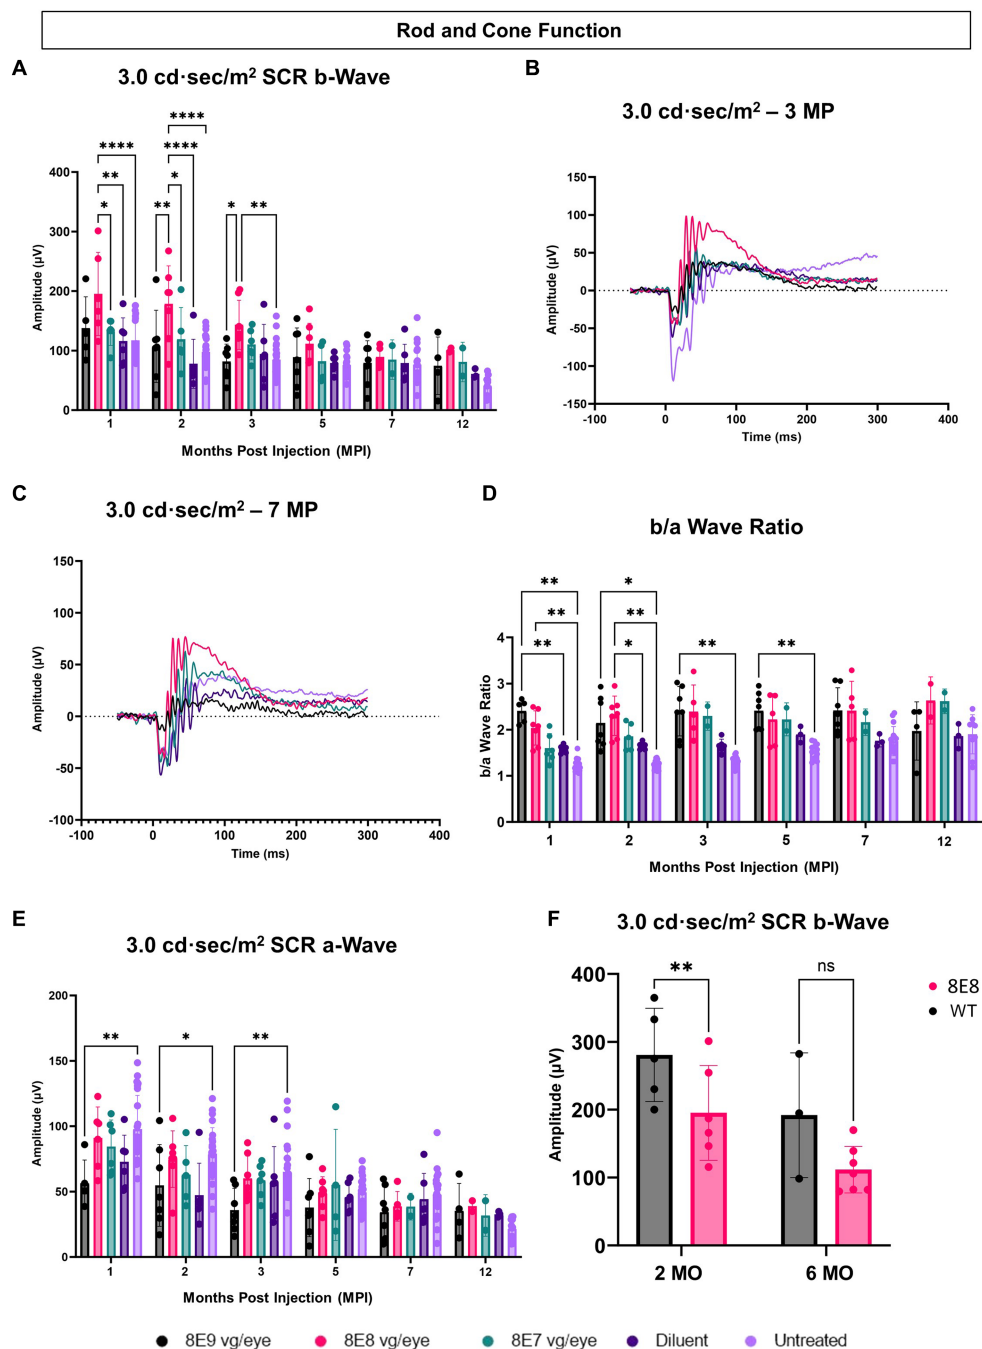 Rod and Cone Function
A
3.0 cd·sec/m² SCR b-Wave
Amplitude (µV)
400
300
200
100
0
**** 
****
****
**
*
**
*
*
**
1 2 3 5 7 12
Months Post Injection (MPI)
B
3.0 cd·sec/m² – 3 MP
Amplitude (µV)
150
100
50
0
-50
-100
-150
-100 0 100 200 300 400
Time (ms)
C
3.0 cd·sec/m² – 7 MP
Amplitude (µV)
150
100
50
0
-50
-100
-100 0 100 200 300 400
Time (ms)
D
b/a Wave Ratio
b/a Wave Ratio
4
3
2
1
0
**
**
**
*
**
*
**
**
1 2 3 5 7 12
Months Post Injection (MPI)
E
3.0 cd·sec/m² SCR a-Wave
Amplitude (µV)
200
150
100
50
0
** * **
1 2 3 5 7 12
Months Post Injection (MPI)
F
3.0 cd·sec/m² SCR b-Wave
Amplitude (µV)
400
300
200
100
0
** ns
2 MO 6 MO
8E8
WT
8E9 vg/eye 8E8 vg/eye 8E7 vg/eye Diluent Untreated